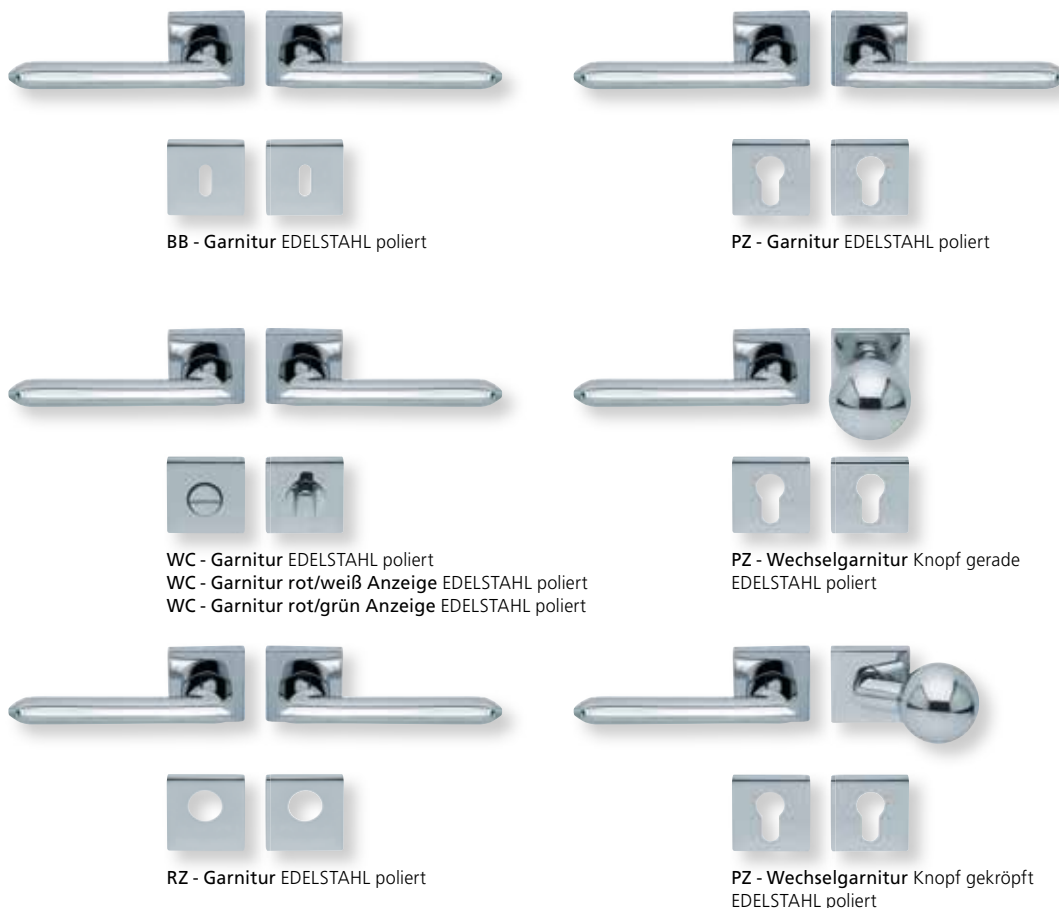 BB - Garnitur EDELSTAHL poliert
PZ - Garnitur EDELSTAHL poliert
WC - Garnitur EDELSTAHL poliert
WC - Garnitur rot/weiß Anzeige EDELSTAHL poliert
WC - Garnitur rot/grün Anzeige EDELSTAHL poliert
PZ - Wechselgarnitur Knopf gerade
EDELSTAHL poliert
RZ - Garnitur EDELSTAHL poliert
PZ - Wechselgarnitur Knopf gekröpft
EDELSTAHL poliert